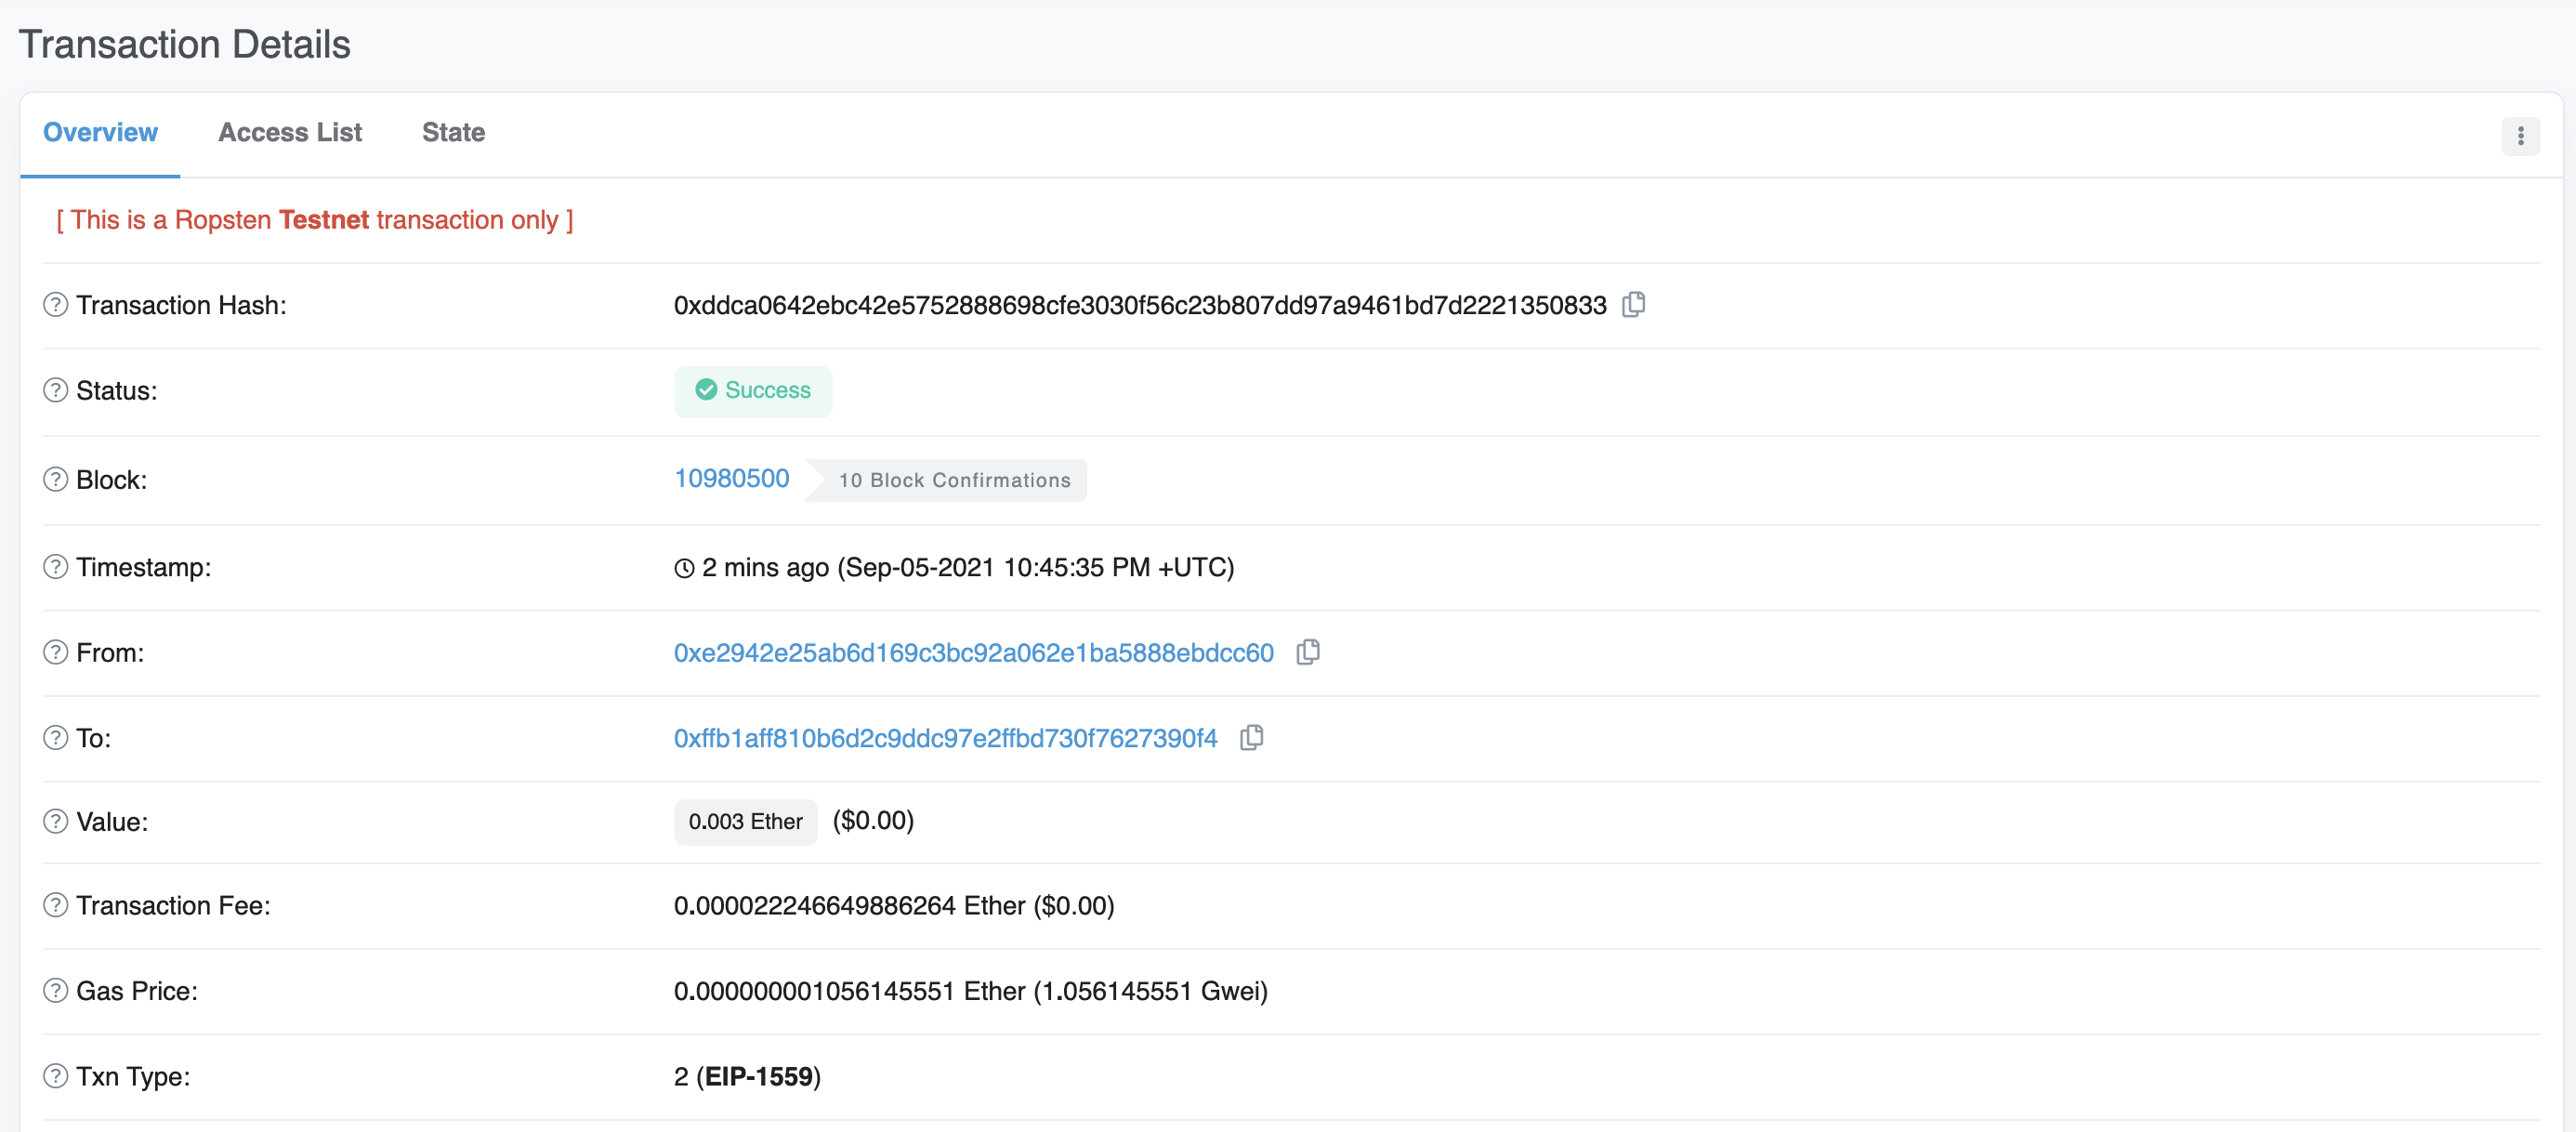 Transaction Details
Overview Access List State
[ This is a Ropsten Testnet transaction only ]
Transaction Hash: 0xddca0642ebc42e5752888698cfe3030f56c23b807dd97a9461bd7d2221350833
Status: Success
Block: 10980500 10 Block Confirmations
Timestamp: 2 mins ago (Sep-05-2021 10:45:35 PM +UTC)
From: 0xe2942e25ab6d169c3bc92a062e1ba5888ebdcc60
To: 0xffb1aff810b6d2c9ddc97e2ffbd730f7627390f4
Value: 0.003 Ether ($0.00)
Transaction Fee: 0.000022246649886264 Ether ($0.00)
Gas Price: 0.000000001056145551 Ether (1.056145551 Gwei)
Txn Type: 2 (EIP-1559)